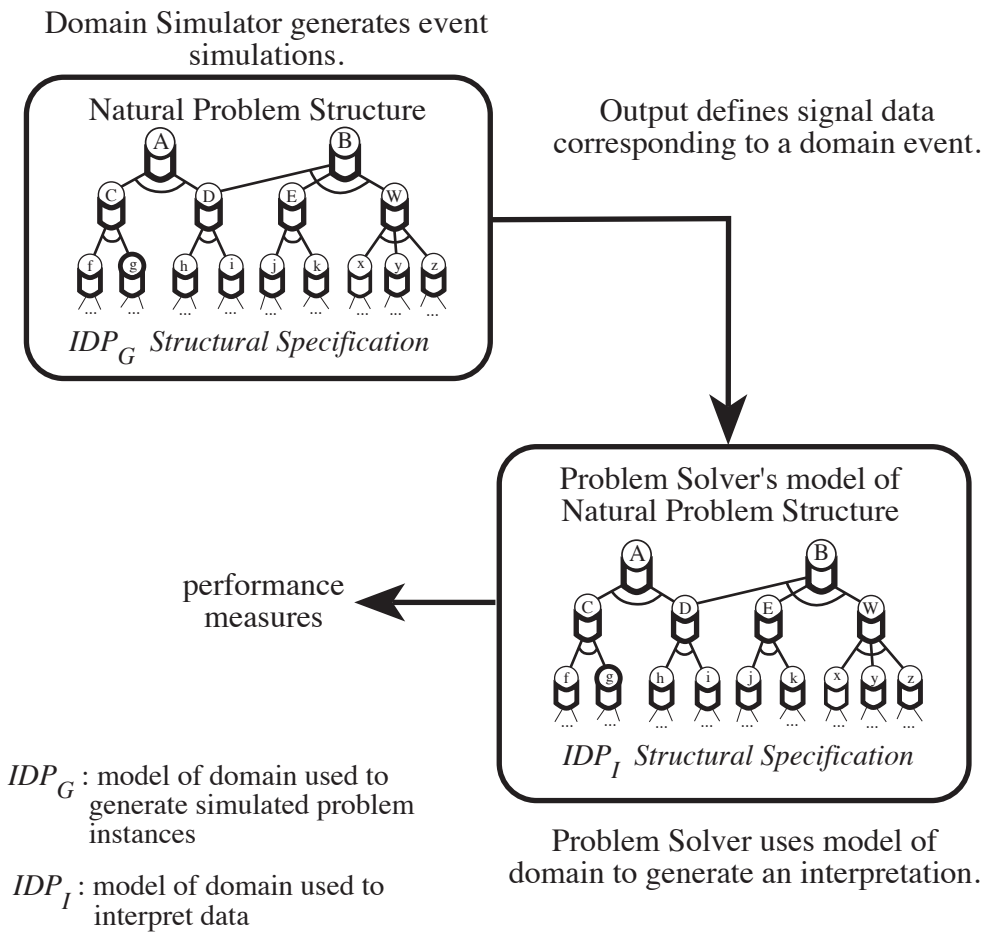 Domain Simulator generates event
simulations.
Natural Problem Structure
A B
C D E W
f g h i j k x y z
... ... ... ... ... ... ... ... ...
IDP_G Structural Specification
Output defines signal data
corresponding to a domain event.
Problem Solver's model of
Natural Problem Structure
A B
C D E W
f g h i j k x y z
... ... ... ... ... ... ... ... ...
IDP_I Structural Specification
performance
measures
Problem Solver uses model of
domain to generate an interpretation.
IDP_G : model of domain used to
generate simulated problem
instances
IDP_I : model of domain used to
interpret data